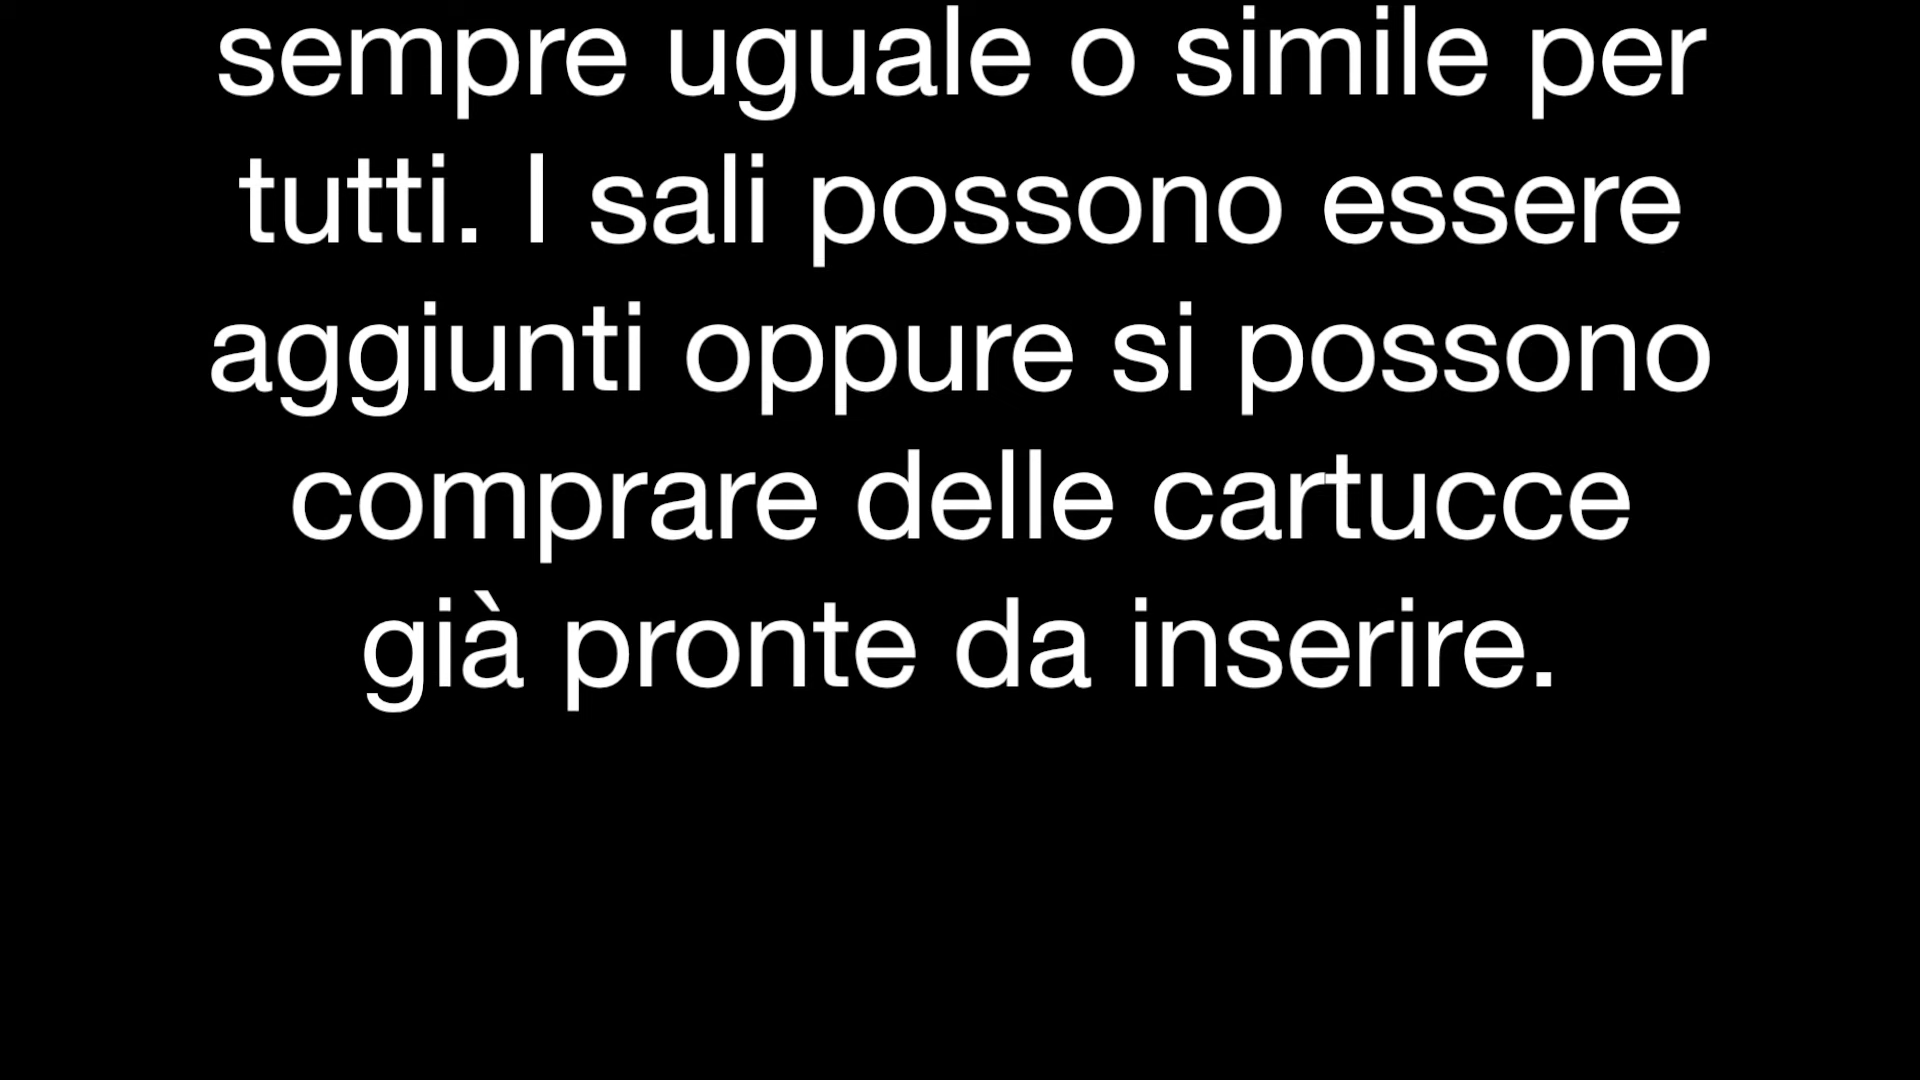 sempre uguale o simile per
tutti. I sali possono essere
aggiunti oppure si possono
comprare delle cartucce
già pronte da inserire.